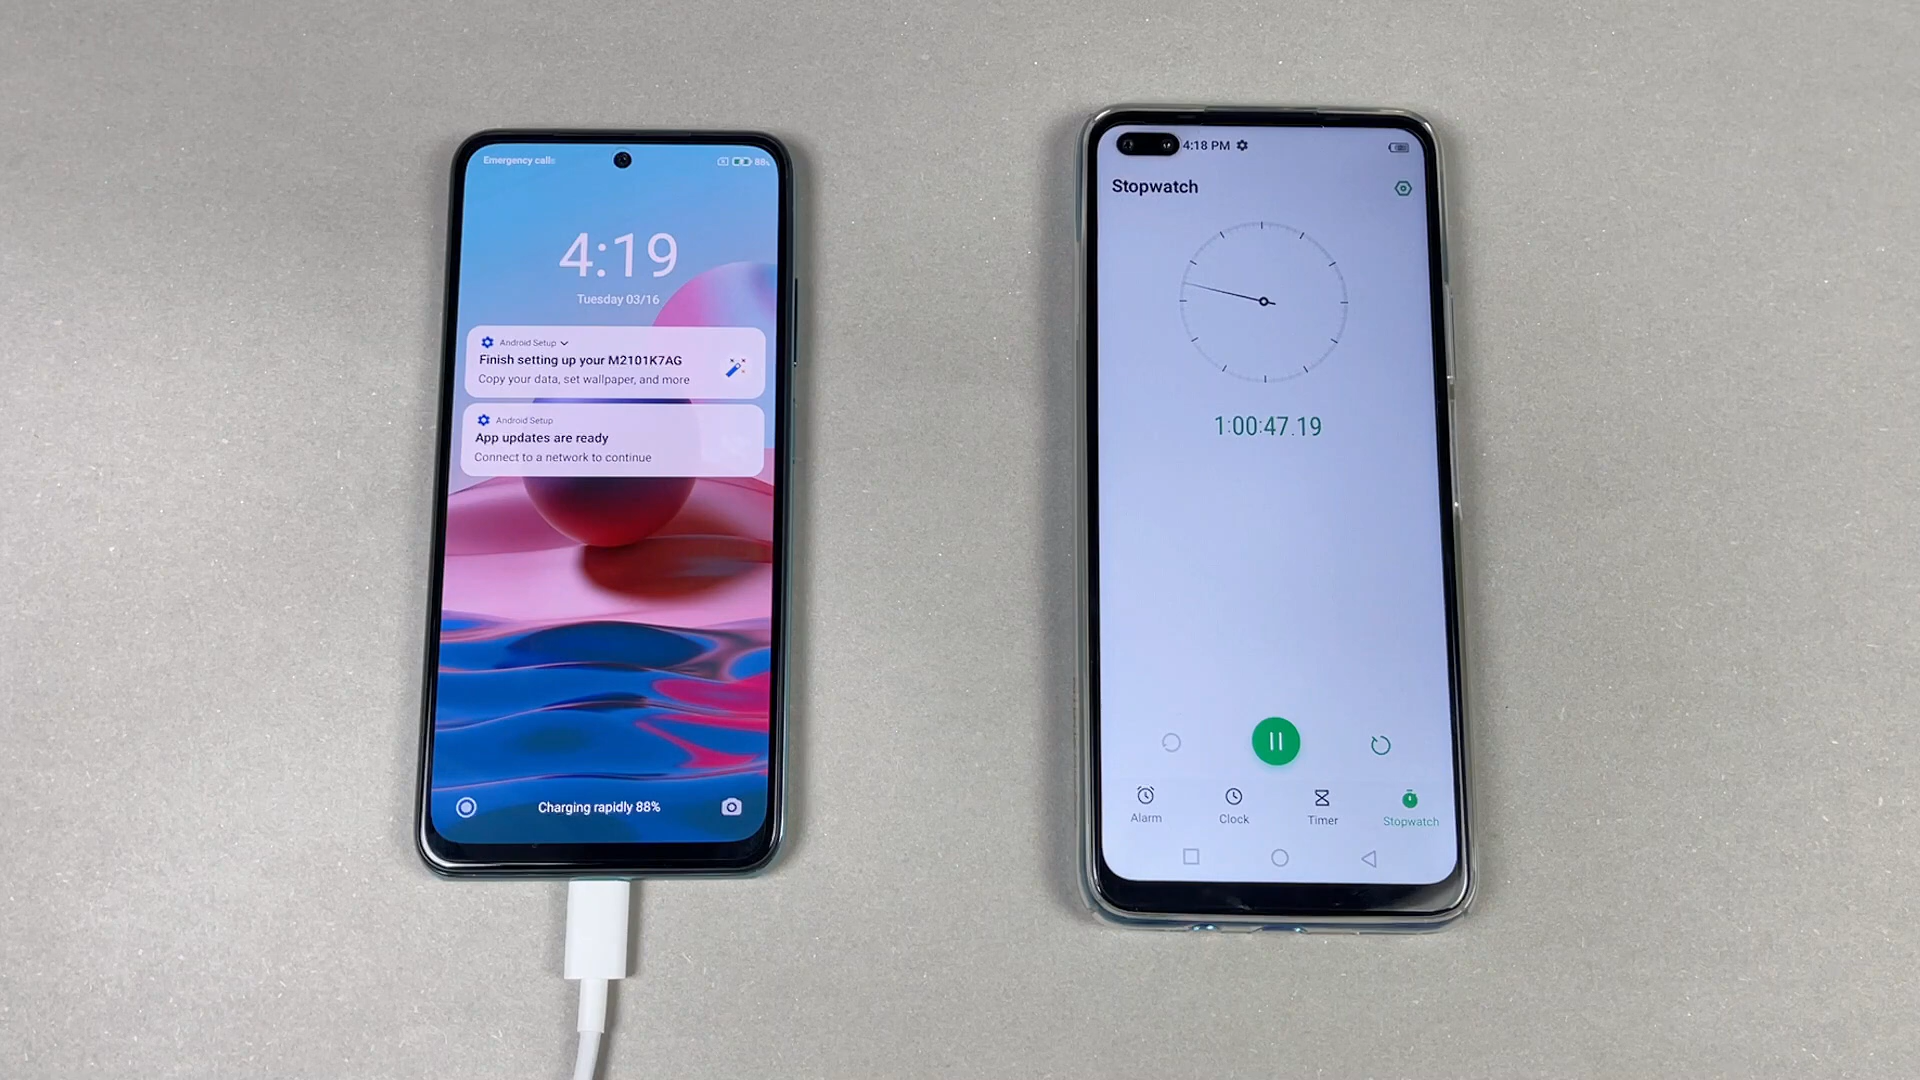 Emergency calls
88%
4:19
Tuesday 03/16
Android Setup
Finish setting up your M2101K7AG
Copy your data, set wallpaper, and more
Android Setup
App updates are ready
Connect to a network to continue
Charging rapidly 88%
4:18 PM
Stopwatch
1:00:47.19
Alarm
Clock
Timer
Stopwatch